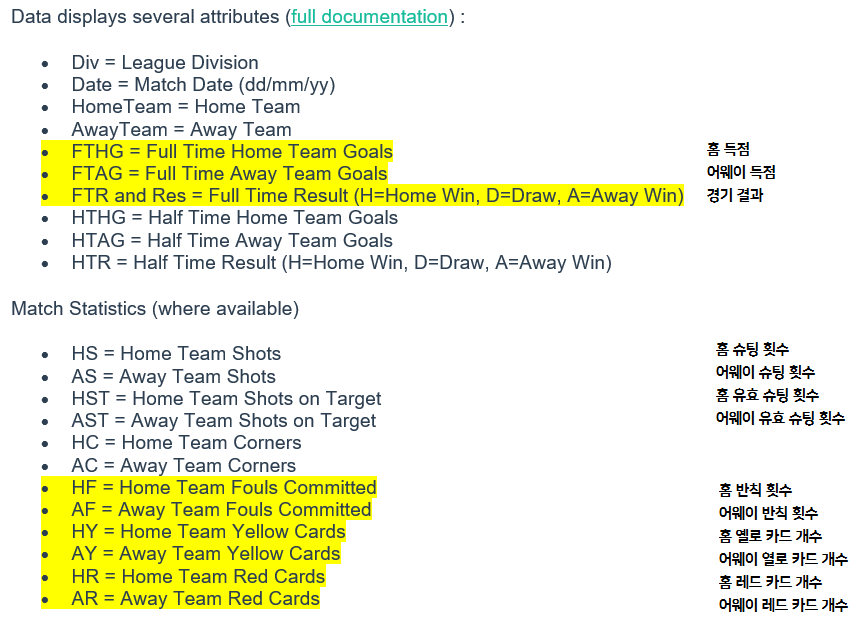 Data displays several attributes (full documentation) :
• Div = League Division
• Date = Match Date (dd/mm/yy)
• HomeTeam = Home Team
• AwayTeam = Away Team
• FTHG = Full Time Home Team Goals 홈 득점
• FTAG = Full Time Away Team Goals 어웨이 득점
• FTR and Res = Full Time Result (H=Home Win, D=Draw, A=Away Win) 경기 결과
• HTHG = Half Time Home Team Goals
• HTAG = Half Time Away Team Goals
• HTR = Half Time Result (H=Home Win, D=Draw, A=Away Win)
Match Statistics (where available)
• HS = Home Team Shots 홈 슈팅 횟수
• AS = Away Team Shots 어웨이 슈팅 횟수
• HST = Home Team Shots on Target 홈 유효 슈팅 횟수
• AST = Away Team Shots on Target 어웨이 유효 슈팅 횟수
• HC = Home Team Corners
• AC = Away Team Corners
• HF = Home Team Fouls Committed 홈 반칙 횟수
• AF = Away Team Fouls Committed 어웨이 반칙 횟수
• HY = Home Team Yellow Cards 홈 옐로 카드 개수
• AY = Away Team Yellow Cards 어웨이 열로 카드 개수
• HR = Home Team Red Cards 홈 레드 카드 개수
• AR = Away Team Red Cards 어웨이 레드 카드 개수